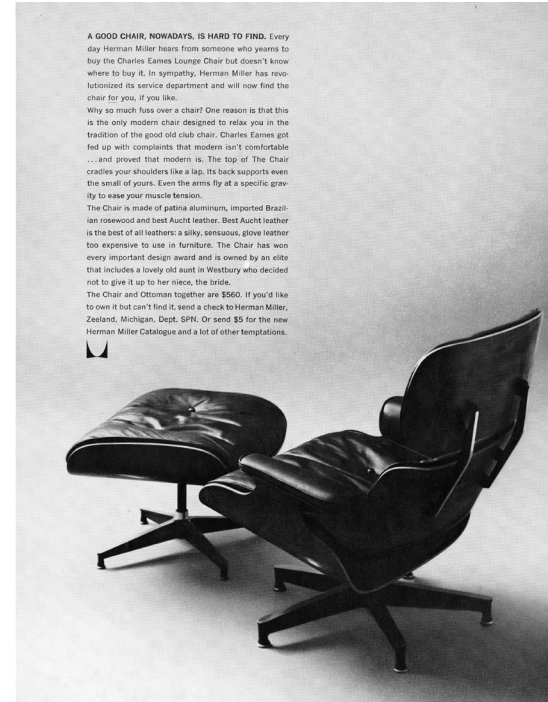 A GOOD CHAIR, NOWADAYS, IS HARD TO FIND. Every
day Herman Miller hears from someone who yearns to
buy the Charles Eames Lounge Chair but doesn't know
where to buy it. In sympathy, Herman Miller has revo-
lutionized its service department and will now find the
chair for you, if you like.
Why so much fuss over a chair? One reason is that this
is the only modern chair designed to relax you in the
tradition of the good old club chair. Charles Eames got
fed up with complaints that modern isn't comfortable
...and proved that modern is. The top of The Chair
cradles your shoulders like a lap. Its back supports even
the small of yours. Even the arms fly at a specific grav-
ity to ease your muscle tension.
The Chair is made of patina aluminum, imported Brazil-
ian rosewood and best Aucht leather. Best Aucht leather
is the best of all leathers: a silky, sensuous, glove leather
too expensive to use in furniture. The Chair has won
every important design award and is owned by an elite
that includes a lovely old aunt in Westbury who decided
not to give it up to her niece, the bride.
The Chair and Ottoman together are $560. If you'd like
to own it but can't find it, send a check to Herman Miller,
Zeeland, Michigan, Dept. SPN. Or send $5 for the new
Herman Miller Catalogue and a lot of other temptations.